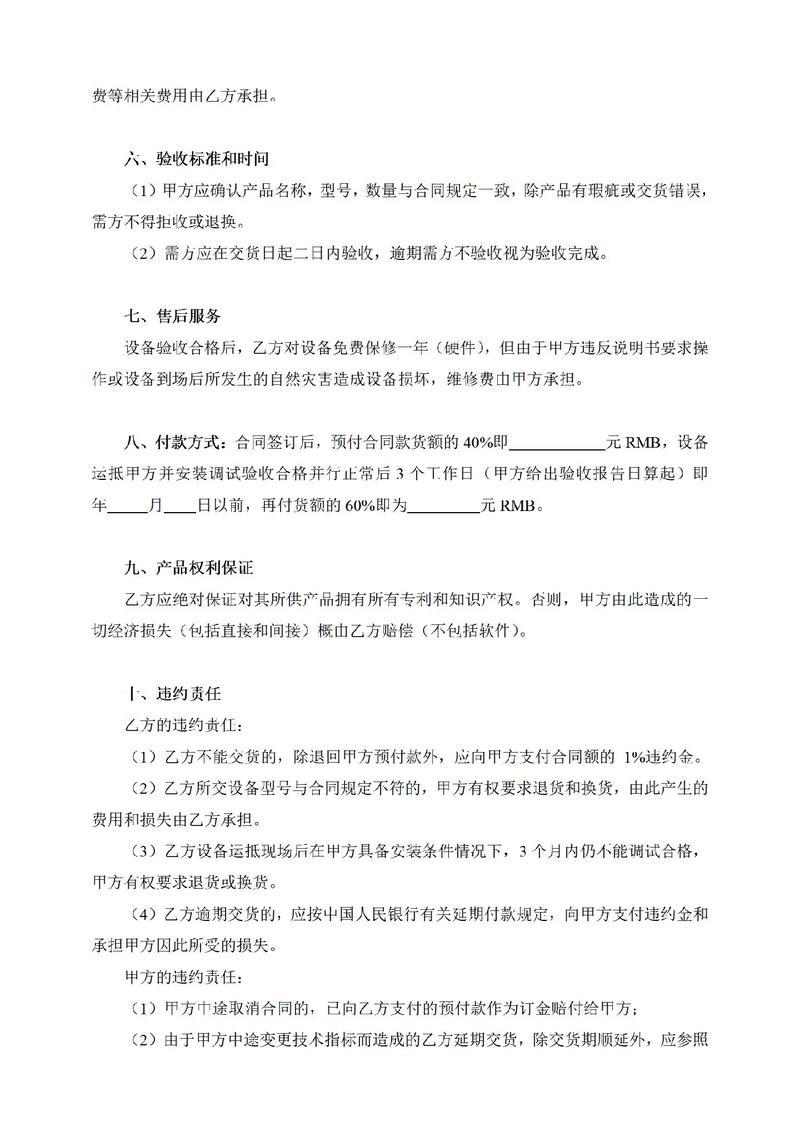 费等相关费用由乙方承担。
六、验收标准和时间
（1）甲方应确认产品名称，型号，数量与合同规定一致，除产品有瑕疵或交货错误，
需方不得拒收或退换。
（2）需方应在交货日起二日内验收，逾期需方不验收视为验收完成。
七、售后服务
设备验收合格后，乙方对设备免费保修一年（硬件），但由于甲方违反说明书要求操
作或设备到场后所发生的自然灾害造成设备损坏，维修费由甲方承担。
八、付款方式：合同签订后，预付合同款货额的 40%即____________元 RMB，设备
运抵甲方并安装调试验收合格并行正常后 3 个工作日（甲方给出验收报告日算起）即
年_____月____日以前，再付货额的 60%即为_________元 RMB。
九、产品权利保证
乙方应绝对保证对其所供产品拥有所有专利和知识产权。否则，甲方由此造成的一
切经济损失（包括直接和间接）概由乙方赔偿（不包括软件）。
十、违约责任
乙方的违约责任：
（1）乙方不能交货的，除退回甲方预付款外，应向甲方支付合同额的 1%违约金。
（2）乙方所交设备型号与合同规定不符的，甲方有权要求退货和换货，由此产生的
费用和损失由乙方承担。
（3）乙方设备运抵现场后在甲方具备安装条件情况下，3 个月内仍不能调试合格，
甲方有权要求退货或换货。
（4）乙方逾期交货的，应按中国人民银行有关延期付款规定，向甲方支付违约金和
承担甲方因此所受的损失。
甲方的违约责任：
（1）甲方中途取消合同的，已向乙方支付的预付款作为订金赔付给甲方；
（2）由于甲方中途变更技术指标而造成的乙方延期交货，除交货期顺延外，应参照